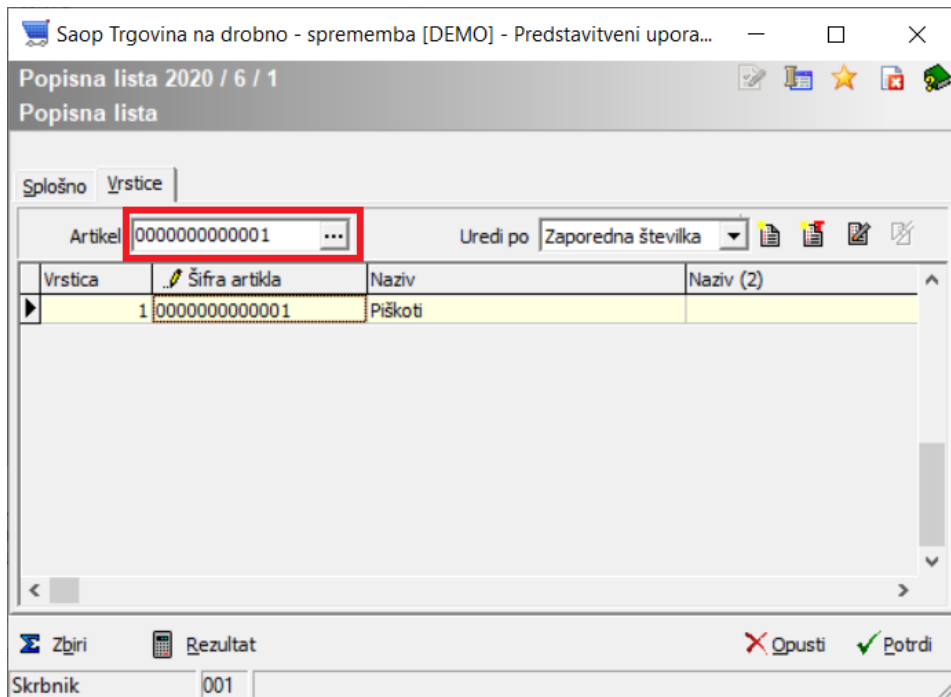 Saop Trgovina na drobno - sprememba [DEMO] - Predstavitveni upora...
Popisna lista 2020 / 6 / 1
Popisna lista
Splošno Vrstice
Artikel 0000000000001 ... Uredi po Zaporedna številka
Vrstica Šifra artikla Naziv Naziv (2)
1 0000000000001 Piškoti
Zbiri Rezultat Opusti Potrdi
Skrbnik 001